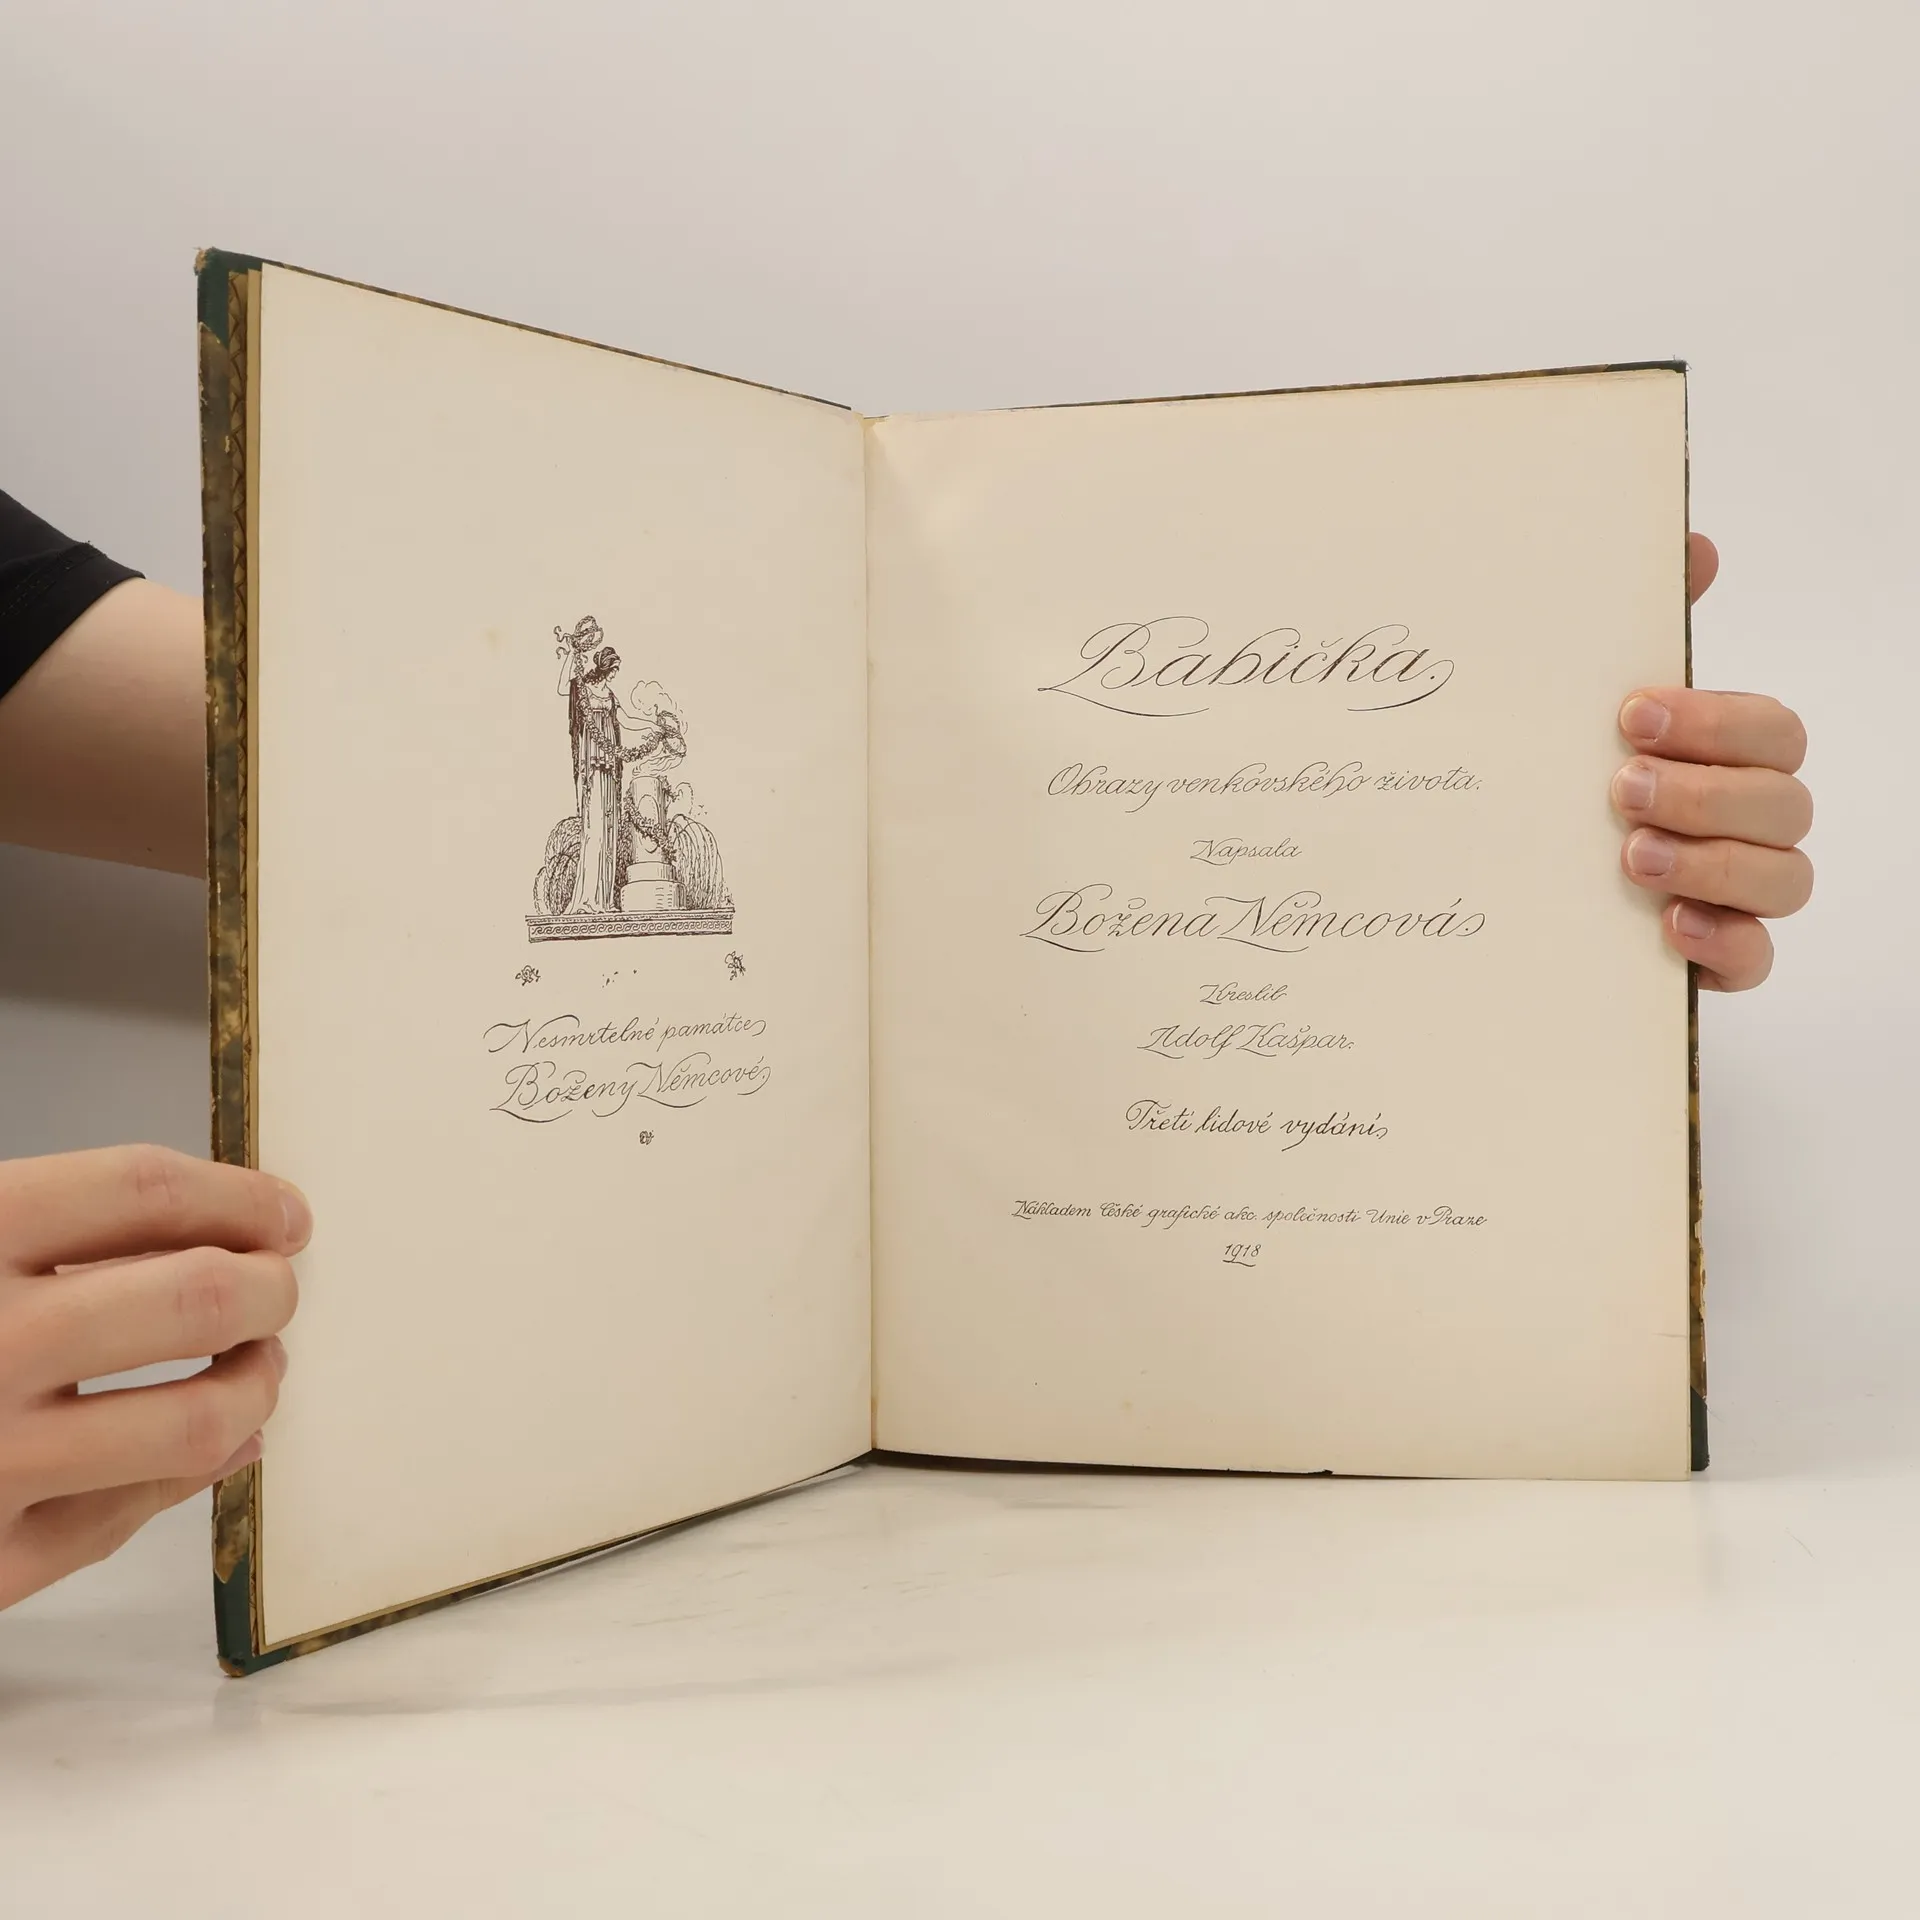 Nesmrtelné památce
Boženy Němcové.
Babička.
Obrazy venkovského života.
Napsala
Božena Němcová.
Kreslil
Adolf Kašpar.
Třetí lidové vydání.
Nákladem České grafické akc. společnosti Unie v Praze
1918